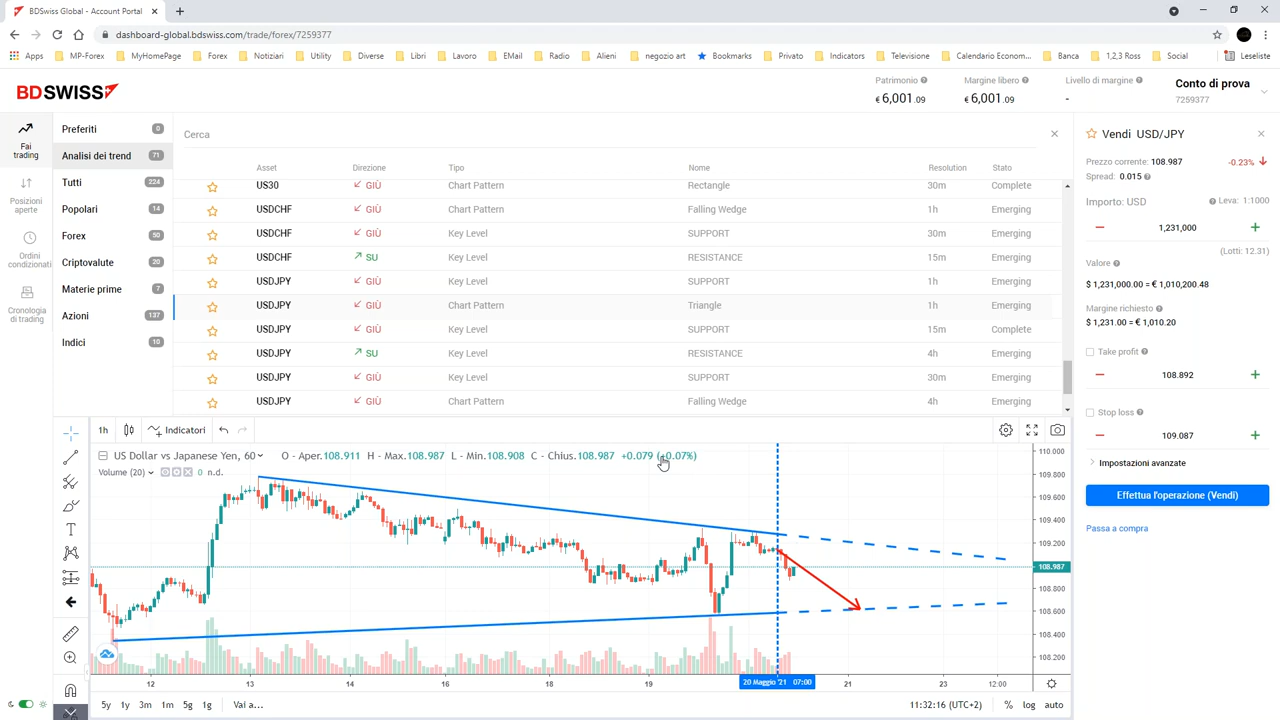 BDSwiss Global - Account Portal
dashboard-global.bdswiss.com/trade/forex/7259377
Apps MP-Forex MyHomePage Forex Notiziari Utility Diverse Libri Lavoro EMail Radio Alieni negozio art Bookmarks Privato Indicators Televisione Calendario Econom... Banca 1,2,3 Ross Social Leseliste
BDSWISS
Patrimonio Margine libero Livello di margine Conto di prova
€ 6,001.09 € 6,001.09 - 7259377
Fai trading
Posizioni aperte
Ordini condizionati
Cronologia di trading
Preferiti 0
Analisi dei trend 71
Tutti 224
Popolari 14
Forex 50
Criptovalute 20
Materie prime 7
Azioni 137
Indici 10
Cerca
Asset Direzione Tipo Nome Resolution Stato
US30 GIÙ Chart Pattern Rectangle 30m Complete
USDCHF GIÙ Chart Pattern Falling Wedge 1h Emerging
USDCHF GIÙ Key Level SUPPORT 30m Emerging
USDCHF SU Key Level RESISTANCE 15m Emerging
USDJPY GIÙ Key Level SUPPORT 1h Emerging
USDJPY GIÙ Chart Pattern Triangle 1h Emerging
USDJPY GIÙ Key Level SUPPORT 15m Complete
USDJPY SU Key Level RESISTANCE 4h Emerging
USDJPY GIÙ Key Level SUPPORT 30m Emerging
USDJPY GIÙ Chart Pattern Falling Wedge 4h Emerging
Vendi USD/JPY
Prezzo corrente: 108.987 -0.23%
Spread: 0.015
Importo: USD Leva: 1:1000
1,231,000
(Lotti: 12.31)
Valore
$ 1,231,000.00 = € 1,010,200.48
Margine richiesto
$ 1,231.00 = € 1,010.20
Take profit
108.892
Stop loss
109.087
Impostazioni avanzate
Effettua l'operazione (Vendi)
Passa a compra
1h Indicatori
US Dollar vs Japanese Yen, 60 O - Aper.108.911 H - Max.108.987 L - Min.108.908 C - Chius.108.987 +0.079 (+0.07%)
Volume (20) 0 n.d.
110.000
109.800
109.600
109.400
109.200
108.987
108.800
108.600
108.400
108.200
12 13 14 16 18 19 20 Maggio '21 07:00 21 23 12:00
5y 1y 3m 1m 5g 1g Vai a... 11:32:16 (UTC+2) % log auto